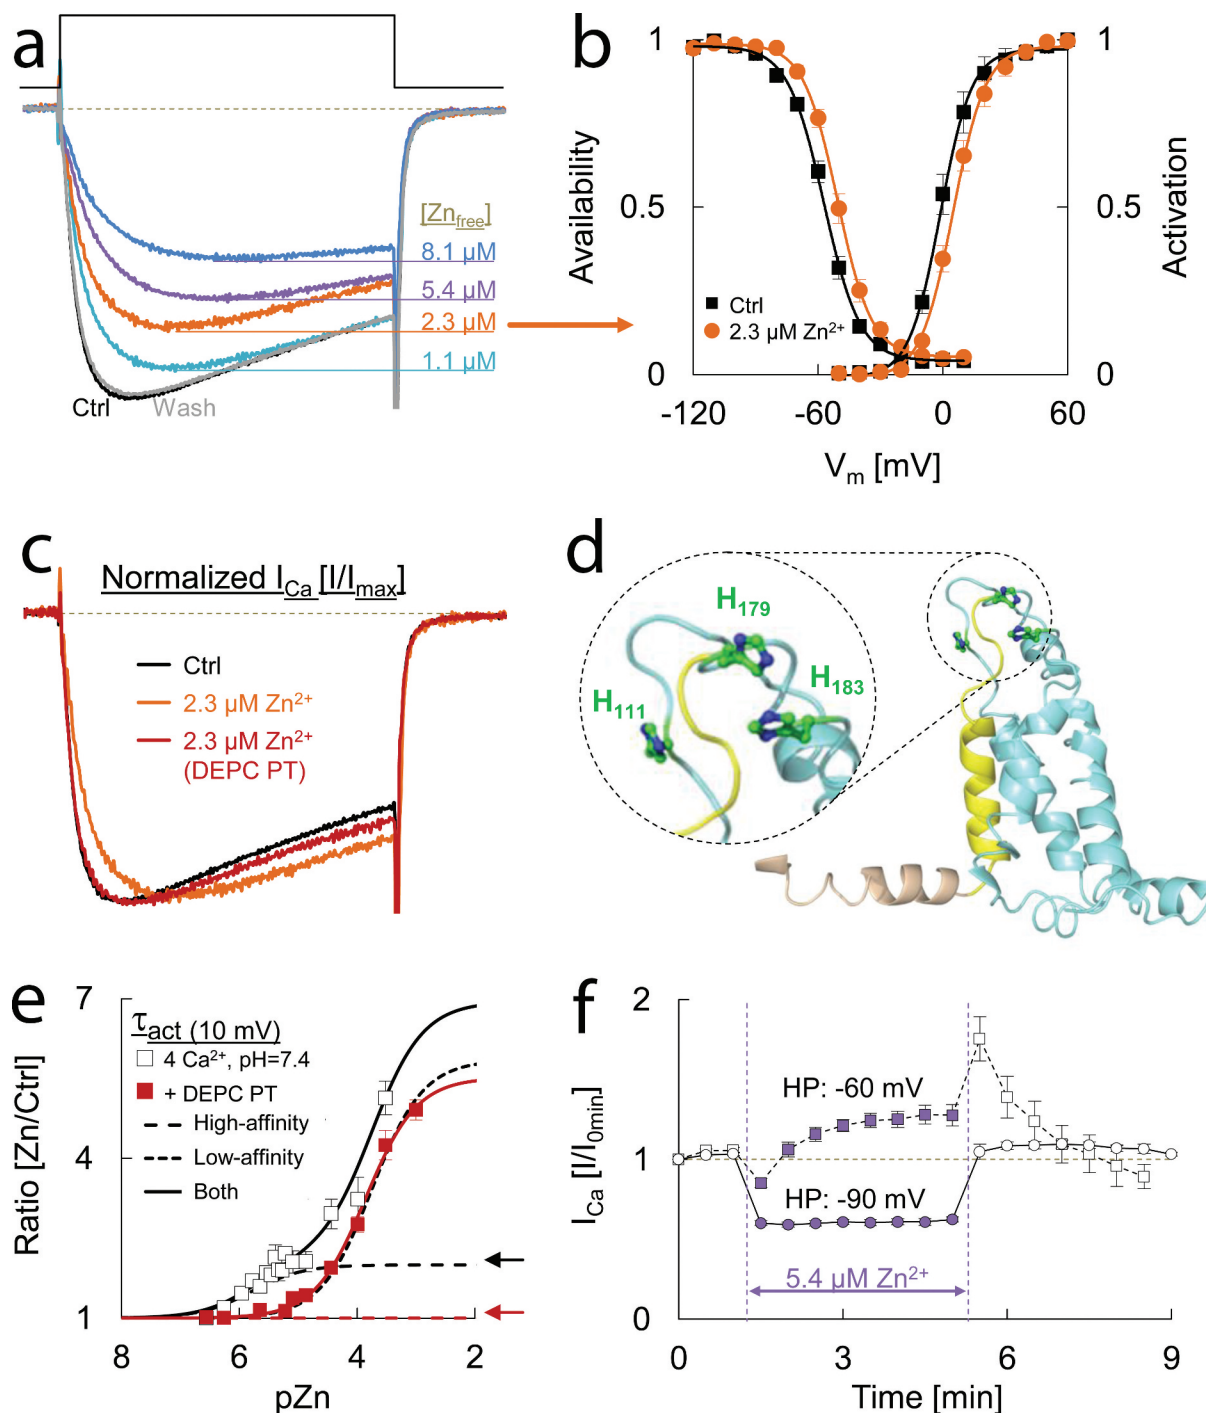 a
[Zn_free]
8.1 µM
5.4 µM
2.3 µM
1.1 µM
Ctrl
Wash
b
1
0.5
0
Availability
1
0.5
0
Activation
Ctrl
2.3 µM Zn²⁺
-120
-60
0
60
V_m [mV]
c
Normalized I_Ca [I/I_max]
Ctrl
2.3 µM Zn²⁺
2.3 µM Zn²⁺
(DEPC PT)
d
H_179
H_183
H_111
e
7
4
1
Ratio [Zn/Ctrl]
τ_act (10 mV)
4 Ca²⁺, pH=7.4
+ DEPC PT
High-affinity
Low-affinity
Both
8
6
4
2
pZn
f
2
1
0
I_Ca [I/I_0min]
HP: -60 mV
HP: -90 mV
5.4 µM Zn²⁺
0
3
6
9
Time [min]